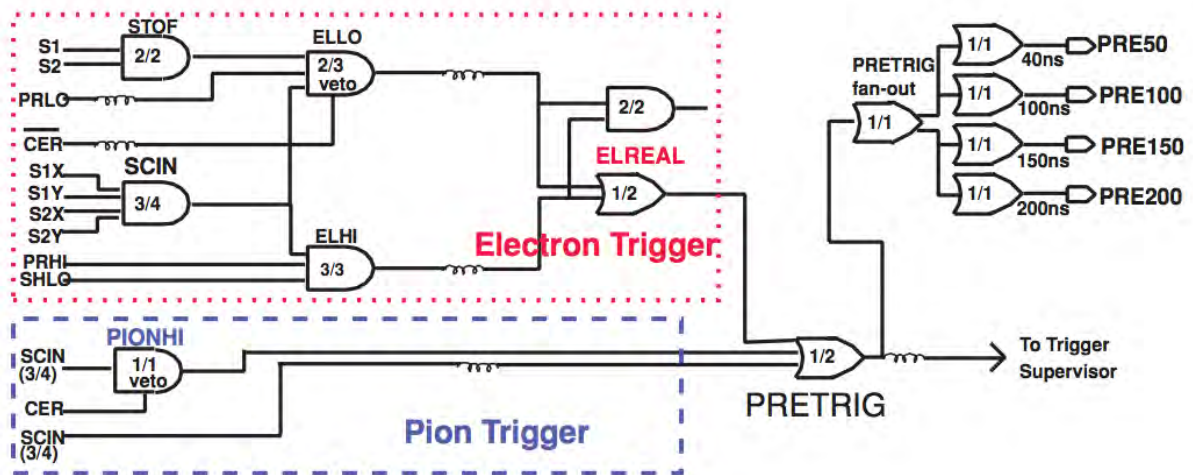 STOF
S1
S2
2/2
ELLO
2/3
veto
PRLO
CER
SCIN
S1X
S1Y
S2X
S2Y
3/4
ELHI
PRHI
SHLO
3/3
2/2
ELREAL
1/2
Electron Trigger
PIONHI
SCIN
(3/4)
1/1
veto
CER
SCIN
(3/4)
Pion Trigger
1/2
PRETRIG
To Trigger
Supervisor
PRETRIG
fan-out
1/1
1/1
40ns
PRE50
1/1
100ns
PRE100
1/1
150ns
PRE150
1/1
200ns
PRE200